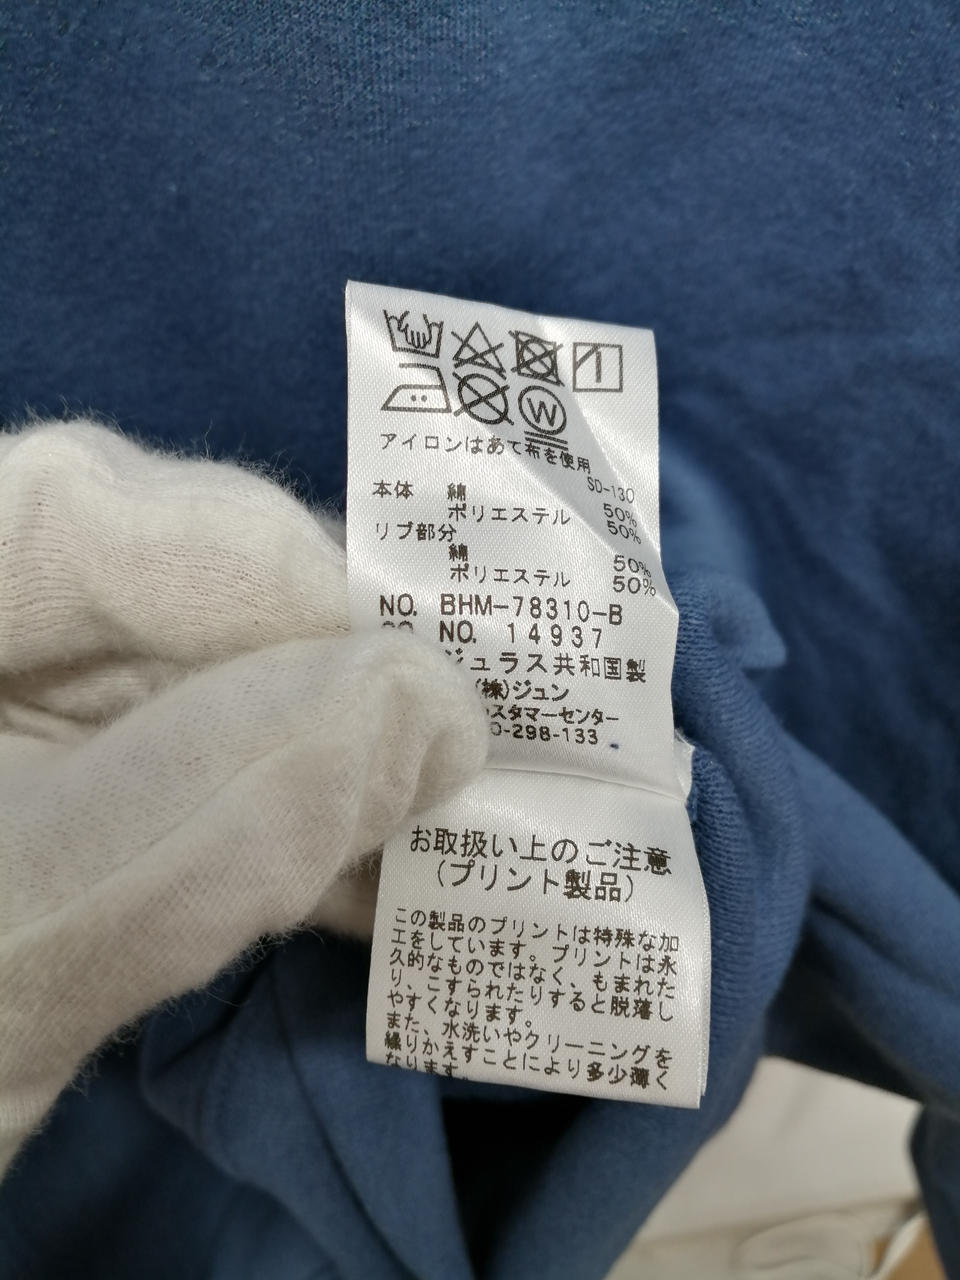 W
アイロンはあて布を使用
SD-130
本体 綿 50%
ポリエステル 50%
リブ部分
綿 50%
ポリエステル 50%
NO. BHM-78310-B
NO. 14937
ジュラス共和国製
(株)ジュン
スタマーセンター
0-298-133
お取扱い上のご注意
(プリント製品)
この製品のプリントは特殊な加
工をしています。プリントは永
久的なものではなく、もまれた
り、こすられたりすると脱落し
やすくなります。
また、水洗いやクリーニングを
繰りかえすことにより多少薄く
なります。